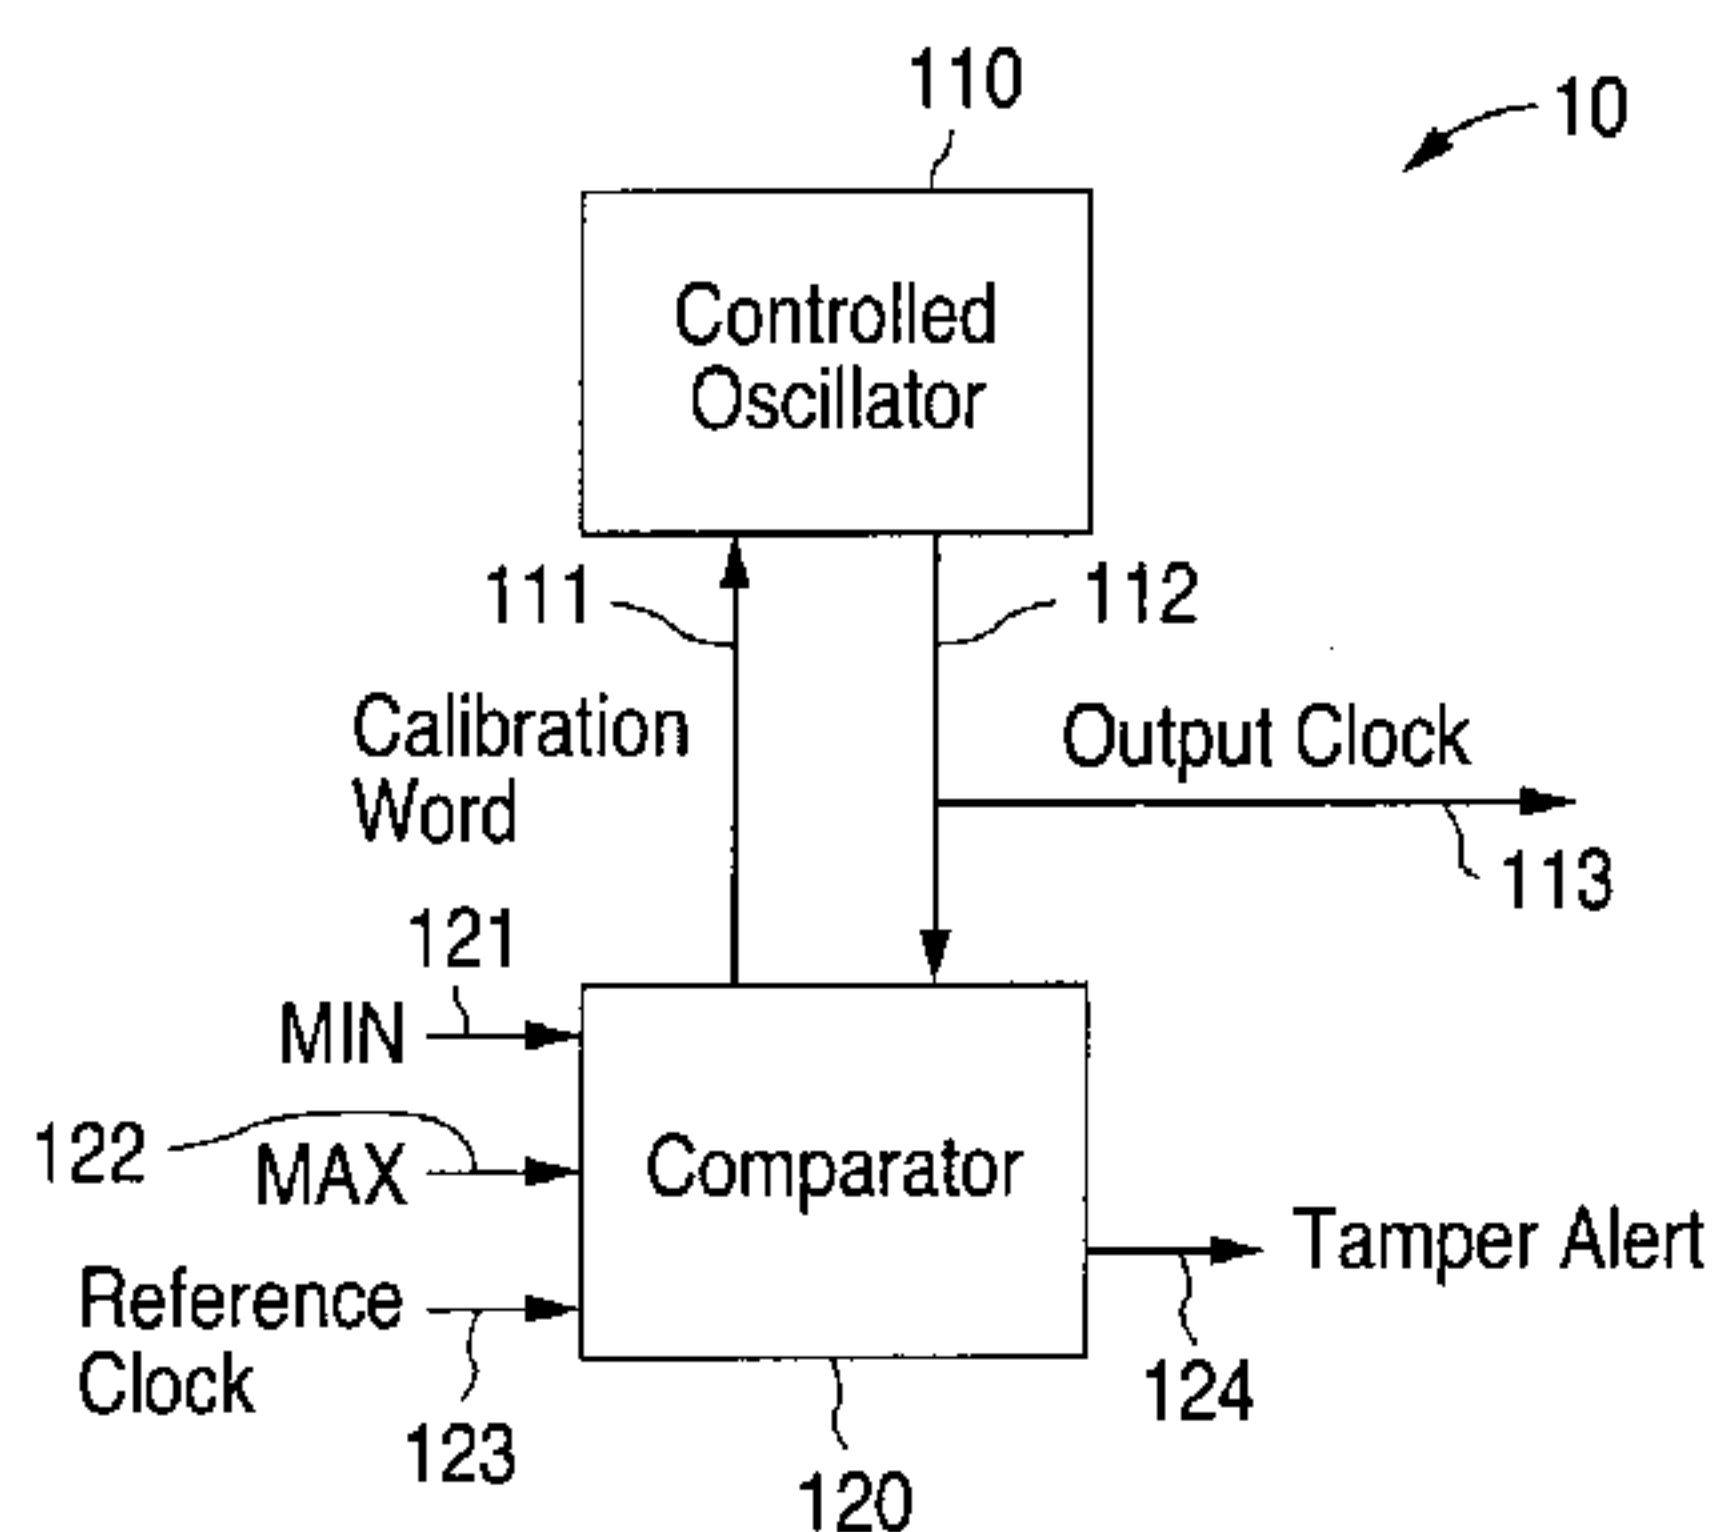 110
10
Controlled
Oscillator
111
112
Calibration
Word
Output Clock
113
121
MIN
122
MAX
Comparator
Reference
Clock
Tamper Alert
123
124
120